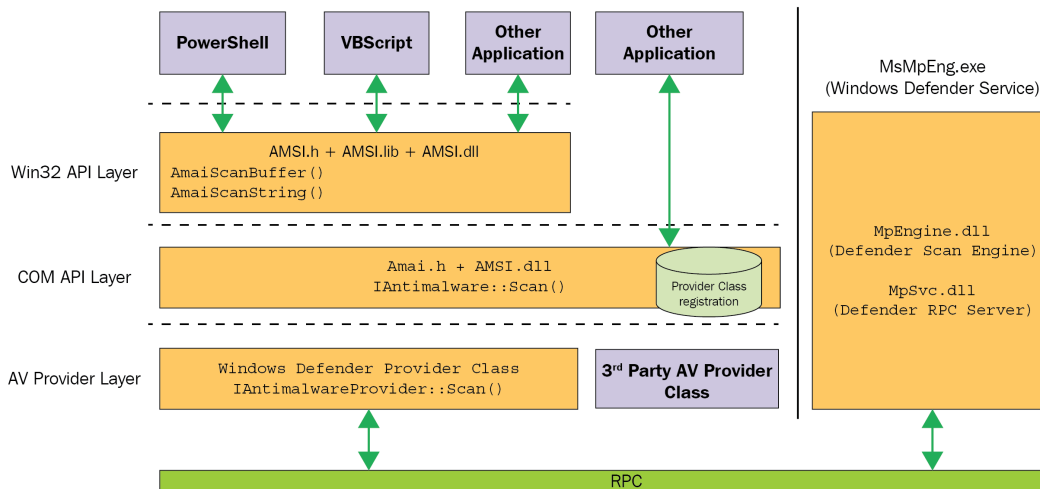 PowerShell
VBScript
Other
Application
Other
Application
MsMpEng.exe
(Windows Defender Service)
Win32 API Layer
AMSI.h + AMSI.lib + AMSI.dll
AmaiScanBuffer()
AmaiScanString()
COM API Layer
Amai.h + AMSI.dll
IAntimalware::Scan()
Provider Class
registration
MpEngine.dll
(Defender Scan Engine)
MpSvc.dll
(Defender RPC Server)
AV Provider Layer
Windows Defender Provider Class
IAntimalwareProvider::Scan()
3rd Party AV Provider
Class
RPC